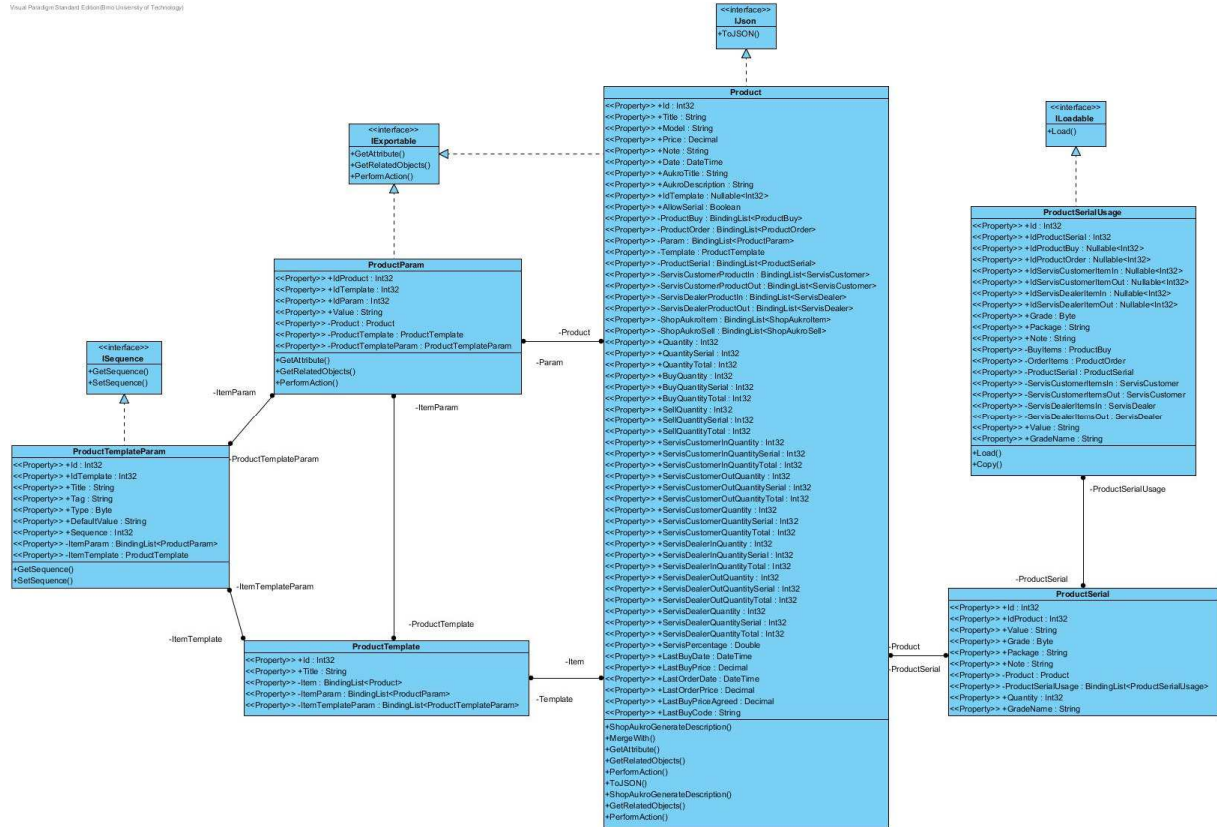 Visual Paradigm Standard Edition(Brno University of Technology)
<<interface>>
IJson
+ToJSON()
<<interface>>
IExportable
+GetAttribute()
+GetRelatedObjects()
+PerformAction()
Product
<<Property>> +Id : Int32
<<Property>> +Title : String
<<Property>> +Model : String
<<Property>> +Price : Decimal
<<Property>> +Note : String
<<Property>> +Date : DateTime
<<Property>> +AukroTitle : String
<<Property>> +AukroDescription : String
<<Property>> +IdTemplate : Nullable<Int32>
<<Property>> +AllowSerial : Boolean
<<Property>> -ProductBuy : BindingList<ProductBuy>
<<Property>> -ProductOrder : BindingList<ProductOrder>
<<Property>> -Param : BindingList<ProductParam>
<<Property>> -Template : ProductTemplate
<<Property>> -ProductSerial : BindingList<ProductSerial>
<<Property>> -ServisCustomerProductIn : BindingList<ServisCustomer>
<<Property>> -ServisCustomerProductOut : BindingList<ServisCustomer>
<<Property>> -ServisDealerProductIn : BindingList<ServisDealer>
<<Property>> -ServisDealerProductOut : BindingList<ServisDealer>
<<Property>> -ShopAukroItem : BindingList<ShopAukroItem>
<<Property>> -ShopAukroSell : BindingList<ShopAukroSell>
<<Property>> +Quantity : Int32
<<Property>> +QuantitySerial : Int32
<<Property>> +QuantityTotal : Int32
<<Property>> +BuyQuantity : Int32
<<Property>> +BuyQuantitySerial : Int32
<<Property>> +BuyQuantityTotal : Int32
<<Property>> +SellQuantity : Int32
<<Property>> +SellQuantitySerial : Int32
<<Property>> +SellQuantityTotal : Int32
<<Property>> +ServisCustomerInQuantity : Int32
<<Property>> +ServisCustomerInQuantitySerial : Int32
<<Property>> +ServisCustomerInQuantityTotal : Int32
<<Property>> +ServisCustomerOutQuantity : Int32
<<Property>> +ServisCustomerOutQuantitySerial : Int32
<<Property>> +ServisCustomerOutQuantityTotal : Int32
<<Property>> +ServisCustomerQuantity : Int32
<<Property>> +ServisCustomerQuantitySerial : Int32
<<Property>> +ServisCustomerQuantityTotal : Int32
<<Property>> +ServisDealerInQuantity : Int32
<<Property>> +ServisDealerInQuantitySerial : Int32
<<Property>> +ServisDealerInQuantityTotal : Int32
<<Property>> +ServisDealerOutQuantity : Int32
<<Property>> +ServisDealerOutQuantitySerial : Int32
<<Property>> +ServisDealerOutQuantityTotal : Int32
<<Property>> +ServisDealerQuantity : Int32
<<Property>> +ServisDealerQuantitySerial : Int32
<<Property>> +ServisDealerQuantityTotal : Int32
<<Property>> +ServisPercentage : Double
<<Property>> +LastBuyDate : DateTime
<<Property>> +LastBuyPrice : Decimal
<<Property>> +LastOrderDate : DateTime
<<Property>> +LastOrderPrice : Decimal
<<Property>> +LastBuyPriceAgreed : Decimal
<<Property>> +LastBuyCode : String
+ShopAukroGenerateDescription()
+MergeWith()
+GetAttribute()
+GetRelatedObjects()
+PerformAction()
+ToJSON()
+ShopAukroGenerateDescription()
+GetRelatedObjects()
+PerformAction()
<<interface>>
ILoadable
+Load()
ProductSerialUsage
<<Property>> +Id : Int32
<<Property>> +IdProductSerial : Int32
<<Property>> +IdProductBuy : Nullable<Int32>
<<Property>> +IdProductOrder : Nullable<Int32>
<<Property>> +IdServisCustomerItemIn : Nullable<Int32>
<<Property>> +IdServisCustomerItemOut : Nullable<Int32>
<<Property>> +IdServisDealerItemIn : Nullable<Int32>
<<Property>> +IdServisDealerItemOut : Nullable<Int32>
<<Property>> +Grade : Byte
<<Property>> +Package : String
<<Property>> +Note : String
<<Property>> -BuyItems : ProductBuy
<<Property>> -OrderItems : ProductOrder
<<Property>> -ProductSerial : ProductSerial
<<Property>> -ServisCustomerItemsIn : ServisCustomer
<<Property>> -ServisCustomerItemsOut : ServisCustomer
<<Property>> -ServisDealerItemsIn : ServisDealer
<<Property>> -ServisDealerItemsOut : ServisDealer
<<Property>> +Value : String
<<Property>> +GradeName : String
+Load()
+Copy()
ProductParam
<<Property>> +IdProduct : Int32
<<Property>> +IdTemplate : Int32
<<Property>> +IdParam : Int32
<<Property>> +Value : String
<<Property>> -Product : Product
<<Property>> -ProductTemplate : ProductTemplate
<<Property>> -ProductTemplateParam : ProductTemplateParam
+GetAttribute()
+GetRelatedObjects()
+PerformAction()
-Product
-Param
<<interface>>
ISequence
+GetSequence()
+SetSequence()
-ItemParam
-ItemParam
-ProductTemplateParam
ProductTemplateParam
<<Property>> +Id : Int32
<<Property>> +IdTemplate : Int32
<<Property>> +Title : String
<<Property>> +Tag : String
<<Property>> +Type : Byte
<<Property>> +DefaultValue : String
<<Property>> +Sequence : Int32
<<Property>> -ItemParam : BindingList<ProductParam>
<<Property>> -ItemTemplate : ProductTemplate
+GetSequence()
+SetSequence()
-ItemTemplateParam
-ItemTemplate
-ProductTemplate
ProductTemplate
<<Property>> +Id : Int32
<<Property>> +Title : String
<<Property>> -Item : BindingList<Product>
<<Property>> -ItemParam : BindingList<ProductParam>
<<Property>> -ItemTemplateParam : BindingList<ProductTemplateParam>
-Item
-Template
-ProductSerialUsage
-ProductSerial
-Product
-ProductSerial
ProductSerial
<<Property>> +Id : Int32
<<Property>> +IdProduct : Int32
<<Property>> +Value : String
<<Property>> +Grade : Byte
<<Property>> +Package : String
<<Property>> +Note : String
<<Property>> -Product : Product
<<Property>> -ProductSerialUsage : BindingList<ProductSerialUsage>
<<Property>> +Quantity : Int32
<<Property>> +GradeName : String